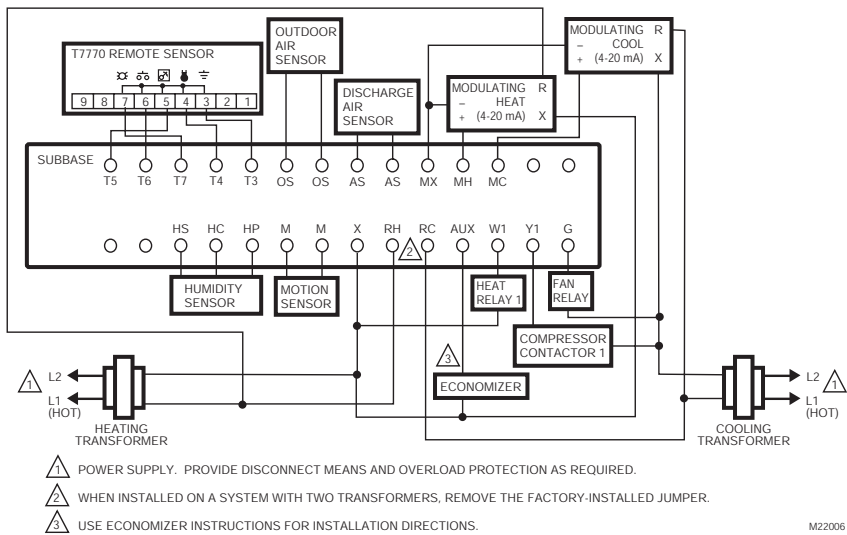 T7770 REMOTE SENSOR
9 8 7 6 5 4 3 2 1
OUTDOOR
AIR
SENSOR
DISCHARGE
AIR
SENSOR
MODULATING R
– HEAT
+ (4-20 mA) X
MODULATING R
– COOL
+ (4-20 mA) X
SUBBASE
T5 T6 T7 T4 T3 OS OS AS AS MX MH MC
HS HC HP M M X RH RC AUX W1 Y1 G
2
HUMIDITY
SENSOR
MOTION
SENSOR
HEAT
RELAY 1
FAN
RELAY
COMPRESSOR
CONTACTOR 1
3
ECONOMIZER
1
L2
L1
(HOT)
HEATING
TRANSFORMER
L2
1
L1
(HOT)
COOLING
TRANSFORMER
1 POWER SUPPLY. PROVIDE DISCONNECT MEANS AND OVERLOAD PROTECTION AS REQUIRED.
2 WHEN INSTALLED ON A SYSTEM WITH TWO TRANSFORMERS, REMOVE THE FACTORY-INSTALLED JUMPER.
3 USE ECONOMIZER INSTRUCTIONS FOR INSTALLATION DIRECTIONS.
M22006